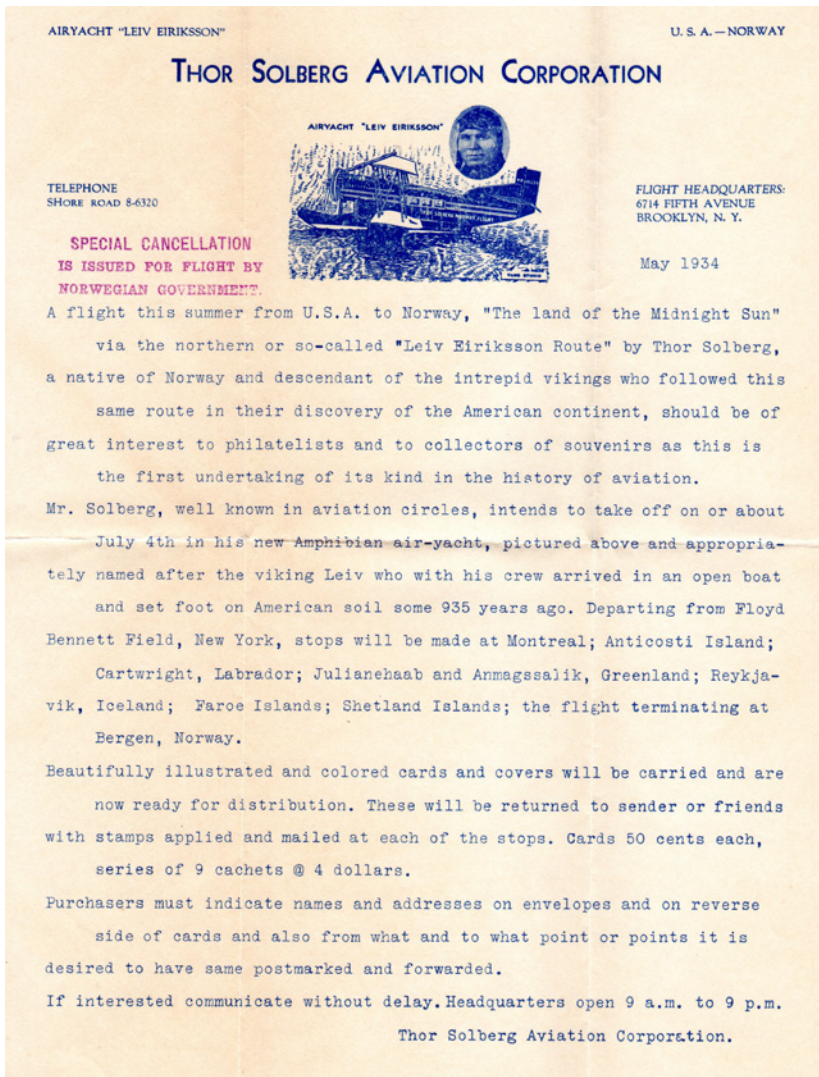 AIRYACHT "LEIV EIRIKSSON"
U. S. A. — NORWAY
THOR SOLBERG AVIATION CORPORATION
AIRYACHT "LEIV EIRIKSSON"
TELEPHONE
SHORE ROAD 8-6320
FLIGHT HEADQUARTERS:
6714 FIFTH AVENUE
BROOKLYN, N. Y.
SPECIAL CANCELLATION
IS ISSUED FOR FLIGHT BY
NORWEGIAN GOVERNMENT.
May 1934
A flight this summer from U.S.A. to Norway, "The land of the Midnight Sun"
via the northern or so-called "Leiv Eiriksson Route" by Thor Solberg,
a native of Norway and descendant of the intrepid vikings who followed this
same route in their discovery of the American continent, should be of
great interest to philatelists and to collectors of souvenirs as this is
the first undertaking of its kind in the history of aviation.
Mr. Solberg, well known in aviation circles, intends to take off on or about
July 4th in his new Amphibian air-yacht, pictured above and appropria-
tely named after the viking Leiv who with his crew arrived in an open boat
and set foot on American soil some 935 years ago. Departing from Floyd
Bennett Field, New York, stops will be made at Montreal; Anticosti Island;
Cartwright, Labrador; Julianehaab and Anmagssalik, Greenland; Reykja-
vik, Iceland; Faroe Islands; Shetland Islands; the flight terminating at
Bergen, Norway.
Beautifully illustrated and colored cards and covers will be carried and are
now ready for distribution. These will be returned to sender or friends
with stamps applied and mailed at each of the stops. Cards 50 cents each,
series of 9 cachets @ 4 dollars.
Purchasers must indicate names and addresses on envelopes and on reverse
side of cards and also from what and to what point or points it is
desired to have same postmarked and forwarded.
If interested communicate without delay. Headquarters open 9 a.m. to 9 p.m.
Thor Solberg Aviation Corporation.